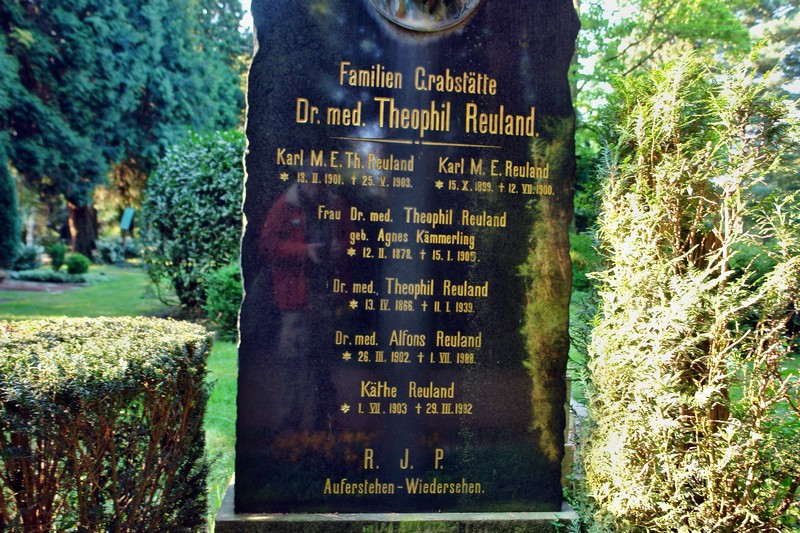 Familien Grabstätte
Dr. med. Theophil Reuland.
Karl M. E. Th. Reuland
* 13. II. 1901. † 25. V. 1903.
Karl M. E. Reuland
* 15. X. 1899. † 12. VII. 1900.
Frau Dr. med. Theophil Reuland
geb. Agnes Kämmerling
* 12. II. 1878. † 15. I. 1905.
Dr. med. Theophil Reuland
* 13. IV. 1866. † 11. I. 1939.
Dr. med. Alfons Reuland
* 26. III. 1902. † 1. VII. 1988.
Käthe Reuland
* 1. VII. 1903 † 29. III. 1992
R. J. P.
Auferstehen - Wiedersehen.